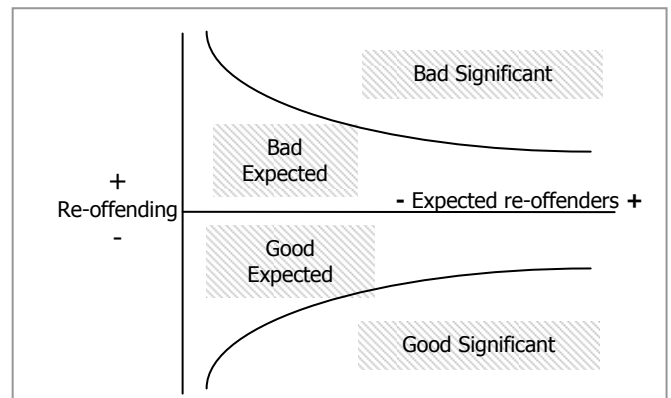 Bad Significant
Bad
Expected
+
Re-offending
-
- Expected re-offenders +
Good
Expected
Good Significant